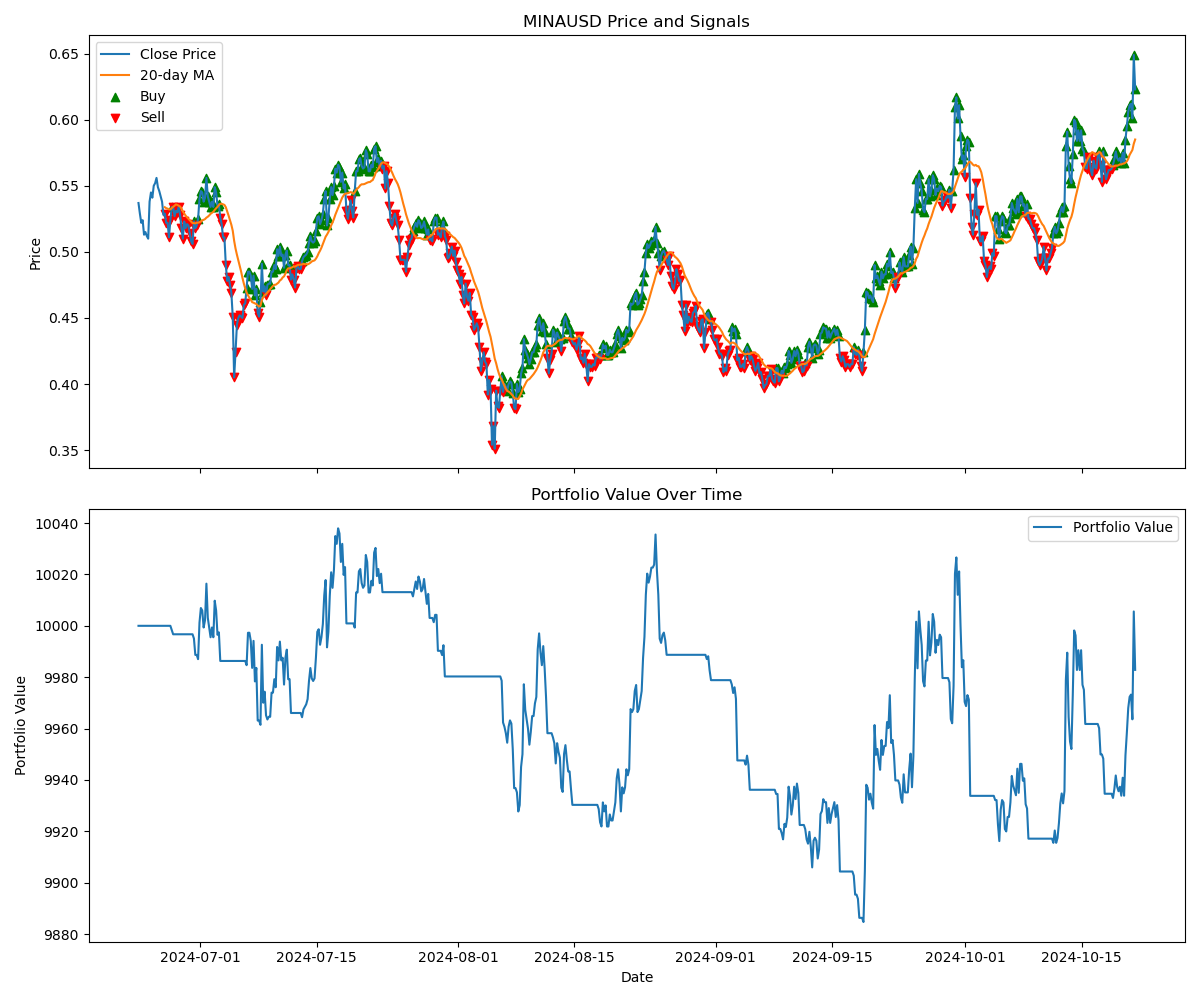 MINAUSD Price and Signals
Close Price
20-day MA
Buy
Sell
Price
0.65
0.60
0.55
0.50
0.45
0.40
0.35
Portfolio Value Over Time
Portfolio Value
Portfolio Value
10040
10020
10000
9980
9960
9940
9920
9900
9880
2024-07-01 2024-07-15 2024-08-01 2024-08-15 2024-09-01 2024-09-15 2024-10-01 2024-10-15
Date